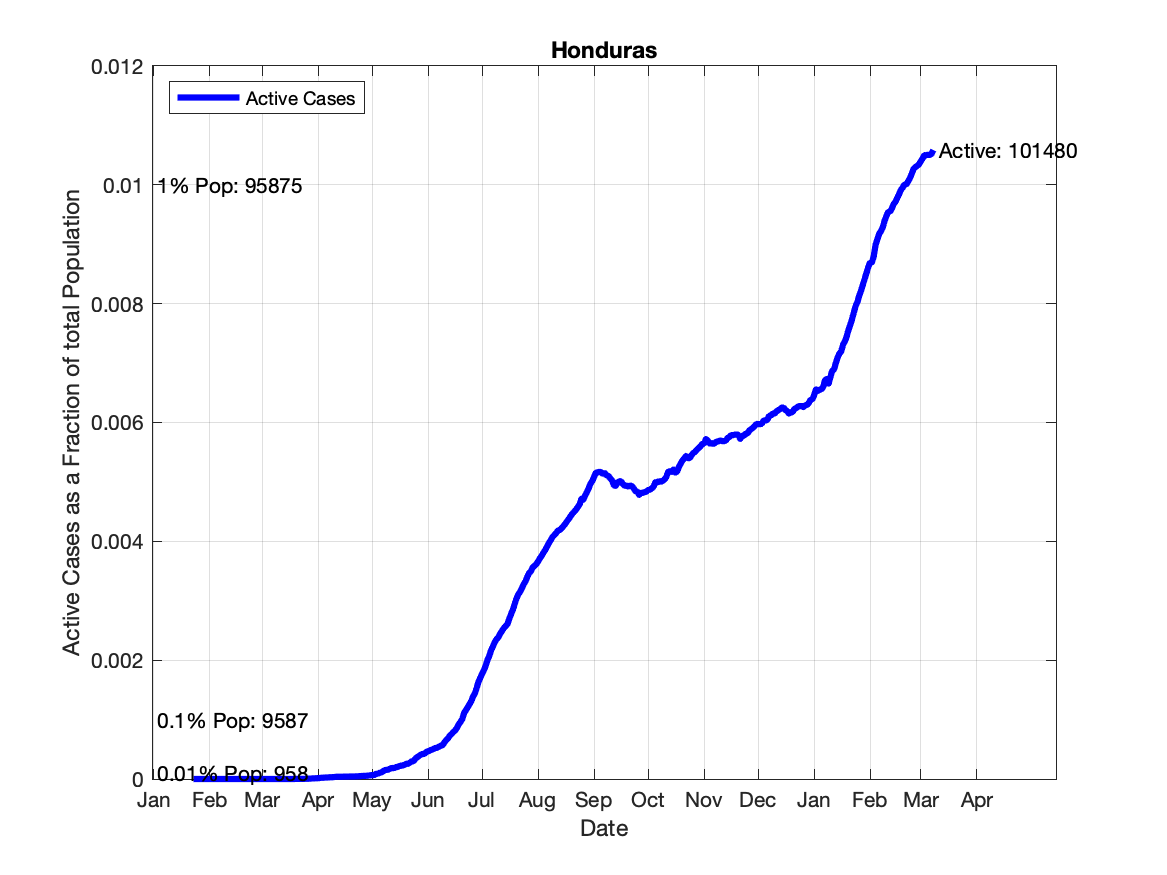 Honduras
0.012
Active Cases
Active: 101480
0.01
1% Pop: 95875
0.008
0.006
0.004
0.002
0.1% Pop: 9587
0.01% Pop: 958
0
Jan Feb Mar Apr May Jun Jul Aug Sep Oct Nov Dec Jan Feb Mar Apr
Date
Active Cases as a Fraction of total Population